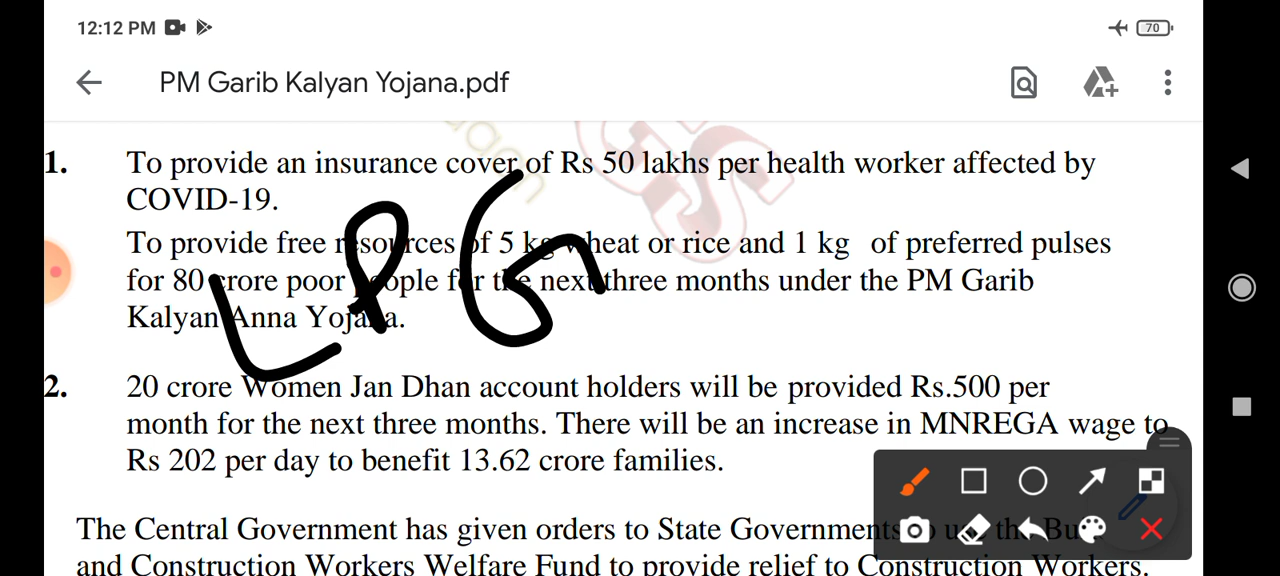 12:12 PM 70
PM Garib Kalyan Yojana.pdf
1. To provide an insurance cover of Rs 50 lakhs per health worker affected by
COVID-19.
To provide free resources of 5 kg wheat or rice and 1 kg of preferred pulses
for 80 crore poor people for the next three months under the PM Garib
Kalyan Anna Yojana.
LPG
2. 20 crore Women Jan Dhan account holders will be provided Rs.500 per
month for the next three months. There will be an increase in MNREGA wage to
Rs 202 per day to benefit 13.62 crore families.
The Central Government has given orders to State Governments to use the
and Construction Workers Welfare Fund to provide relief to Construction Workers.